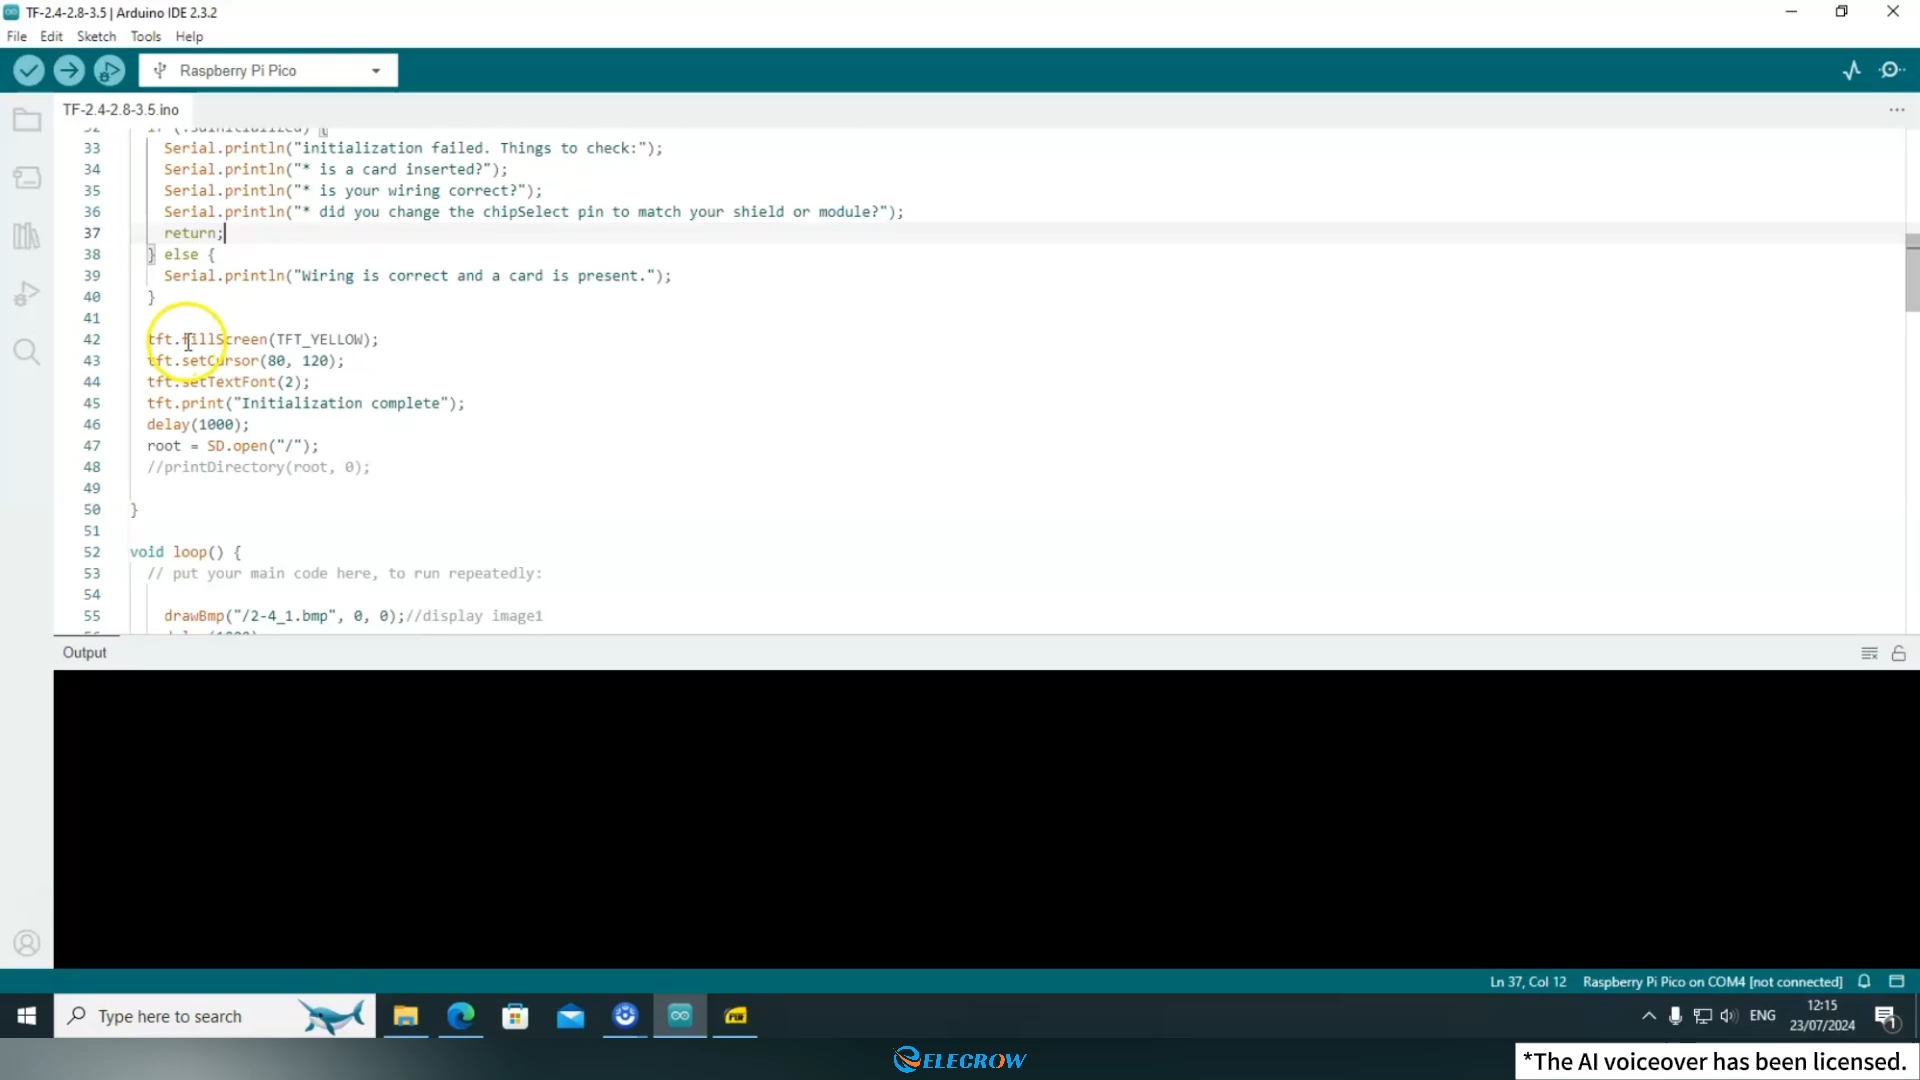 TF-2.4-2.8-3.5 | Arduino IDE 2.3.2
File Edit Sketch Tools Help
Raspberry Pi Pico
TF-2.4-2.8-3.5.ino
33 Serial.println("initialization failed. Things to check:");
34 Serial.println("* is a card inserted?");
35 Serial.println("* is your wiring correct?");
36 Serial.println("* did you change the chipSelect pin to match your shield or module?");
37 return;
38 } else {
39 Serial.println("Wiring is correct and a card is present.");
40 }
41
42 tft.fillScreen(TFT_YELLOW);
43 tft.setCursor(80, 120);
44 tft.setTextFont(2);
45 tft.print("Initialization complete");
46 delay(1000);
47 root = SD.open("/");
48 //printDirectory(root, 0);
49
50 }
51
52 void loop() {
53 // put your main code here, to run repeatedly:
54
55 drawBmp("/2-4_1.bmp", 0, 0);//display image1
Output
Ln 37, Col 12 Raspberry Pi Pico on COM4 [not connected]
Type here to search
ENG
12:15
23/07/2024
1
ELECROW
*The AI voiceover has been licensed.